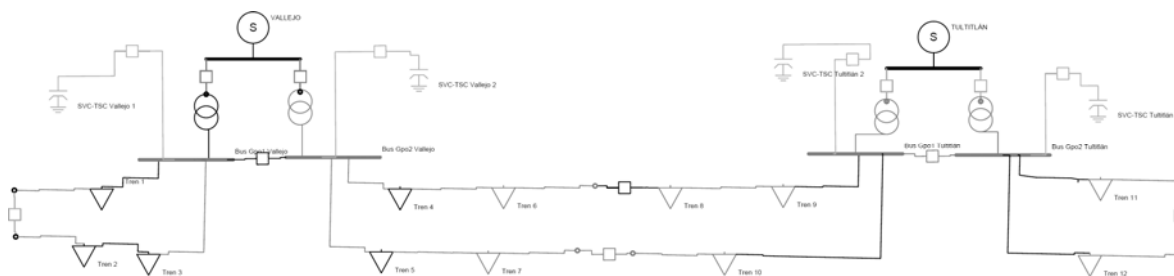 VALLEJO
S
TULTITLÁN
S
SVC-TSC Vallejo 1
SVC-TSC Vallejo 2
SVC-TSC Tultitlán 2
SVC-TSC Tultitlán
Bus Gpo1 Vallejo
Bus Gpo2 Vallejo
Bus Gpo1 Tultitlán
Bus Gpo2 Tultitlán
Tren 1
Tren 4
Tren 6
Tren 8
Tren 9
Tren 11
Tren 2
Tren 3
Tren 5
Tren 7
Tren 10
Tren 12